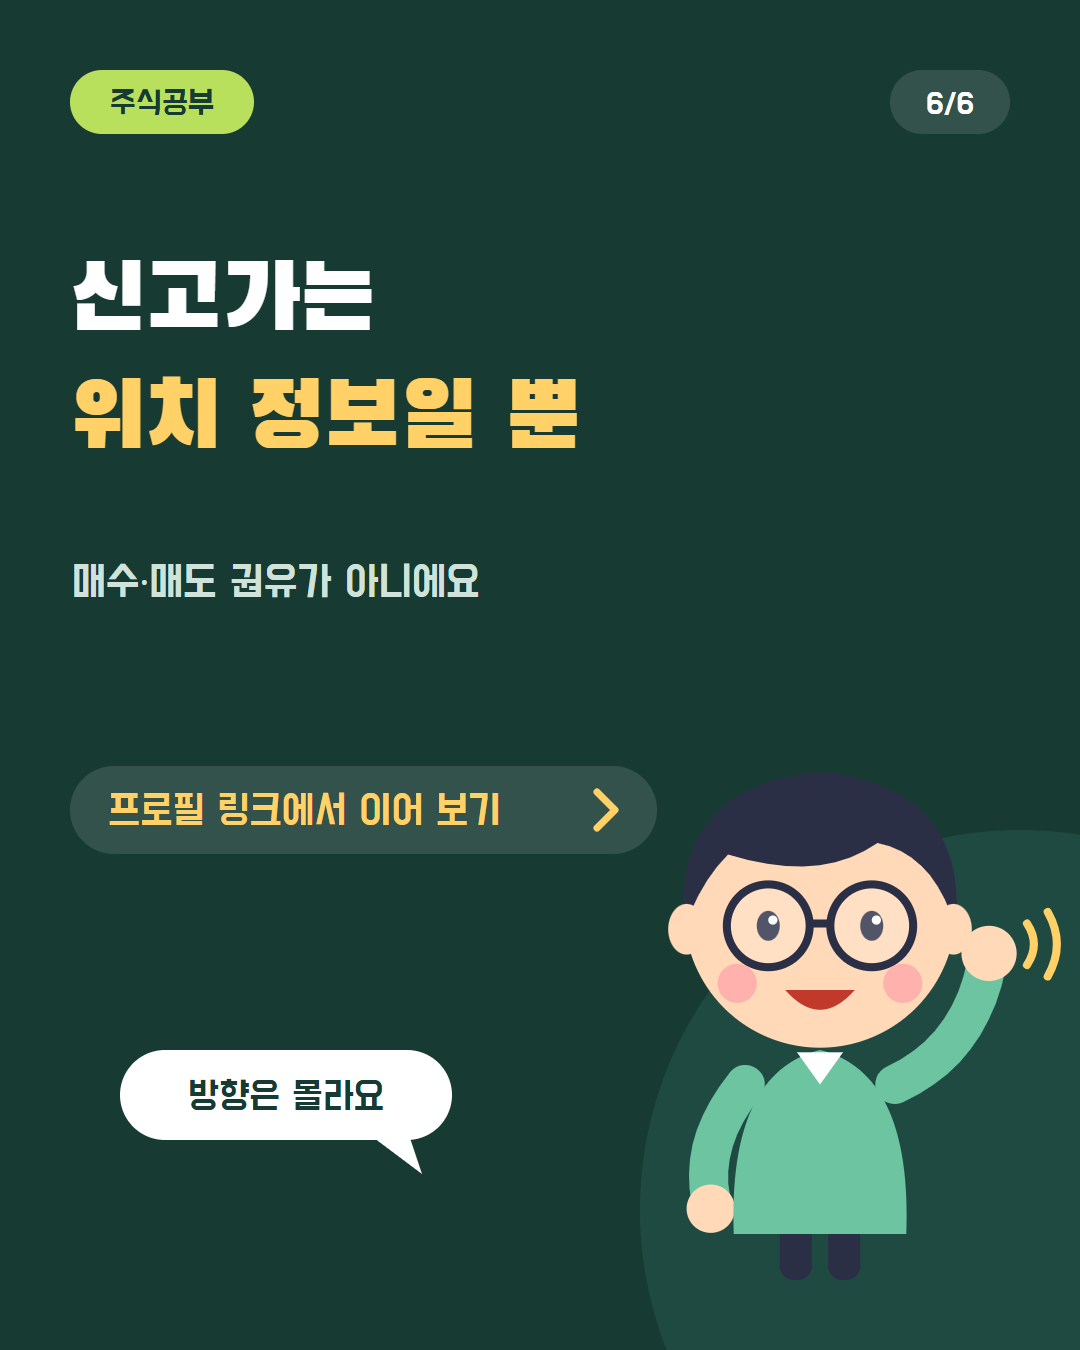 주식공부
6/6
신고가는
위치 정보일 뿐
매수·매도 권유가 아니에요
프로필 링크에서 이어 보기
방향은 몰라요